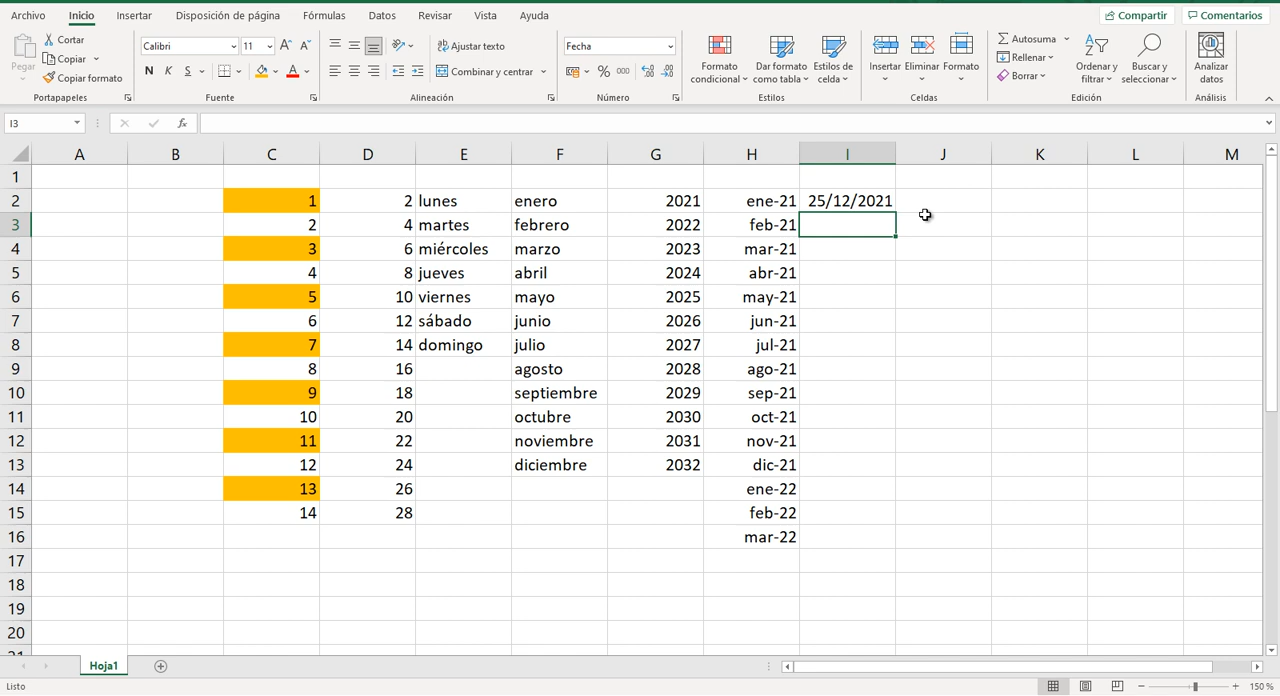 Archivo Inicio Insertar Disposición de página Fórmulas Datos Revisar Vista Ayuda Compartir Comentarios
Pegar Cortar Copiar Copiar formato Portapapeles
Calibri 11 A A N K S A Fuente
Ajustar texto Combinar y centrar Alineación
Fecha % 000 Número
Formato condicional Dar formato como tabla Estilos de celda Estilos
Insertar Eliminar Formato Celdas
Autosuma Rellenar Borrar Ordenar y filtrar Buscar y seleccionar Edición
Analizar datos Análisis
I3 fx
A B C D E F G H I J K L M
1
2 1 2 lunes enero 2021 ene-21 25/12/2021
3 2 4 martes febrero 2022 feb-21
4 3 6 miércoles marzo 2023 mar-21
5 4 8 jueves abril 2024 abr-21
6 5 10 viernes mayo 2025 may-21
7 6 12 sábado junio 2026 jun-21
8 7 14 domingo julio 2027 jul-21
9 8 16 agosto 2028 ago-21
10 9 18 septiembre 2029 sep-21
11 10 20 octubre 2030 oct-21
12 11 22 noviembre 2031 nov-21
13 12 24 diciembre 2032 dic-21
14 13 26 ene-22
15 14 28 feb-22
16 mar-22
17
18
19
20
21
Hoja1
Listo 150 %